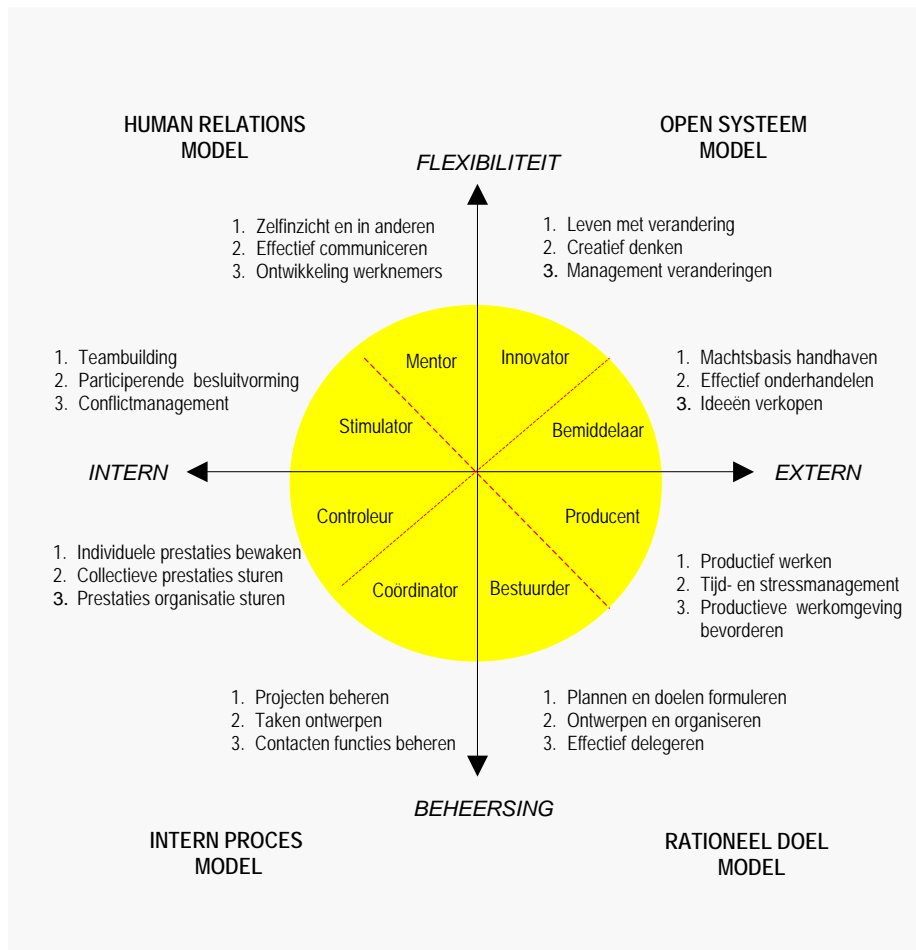 HUMAN RELATIONS
MODEL
OPEN SYSTEEM
MODEL
FLEXIBILITEIT
1. Zelfinzicht en in anderen
2. Effectief communiceren
3. Ontwikkeling werknemers
1. Leven met verandering
2. Creatief denken
3. Management veranderingen
1. Teambuilding
2. Participerende besluitvorming
3. Conflictmanagement
Mentor
Innovator
1. Machtsbasis handhaven
2. Effectief onderhandelen
3. Ideeën verkopen
Stimulator
Bemiddelaar
INTERN
EXTERN
Controleur
Producent
1. Individuele prestaties bewaken
2. Collectieve prestaties sturen
3. Prestaties organisatie sturen
Coördinator
Bestuurder
1. Productief werken
2. Tijd- en stressmanagement
3. Productieve werkomgeving
bevorderen
1. Projecten beheren
2. Taken ontwerpen
3. Contacten functies beheren
1. Plannen en doelen formuleren
2. Ontwerpen en organiseren
3. Effectief delegeren
BEHEERSING
INTERN PROCES
MODEL
RATIONEEL DOEL
MODEL